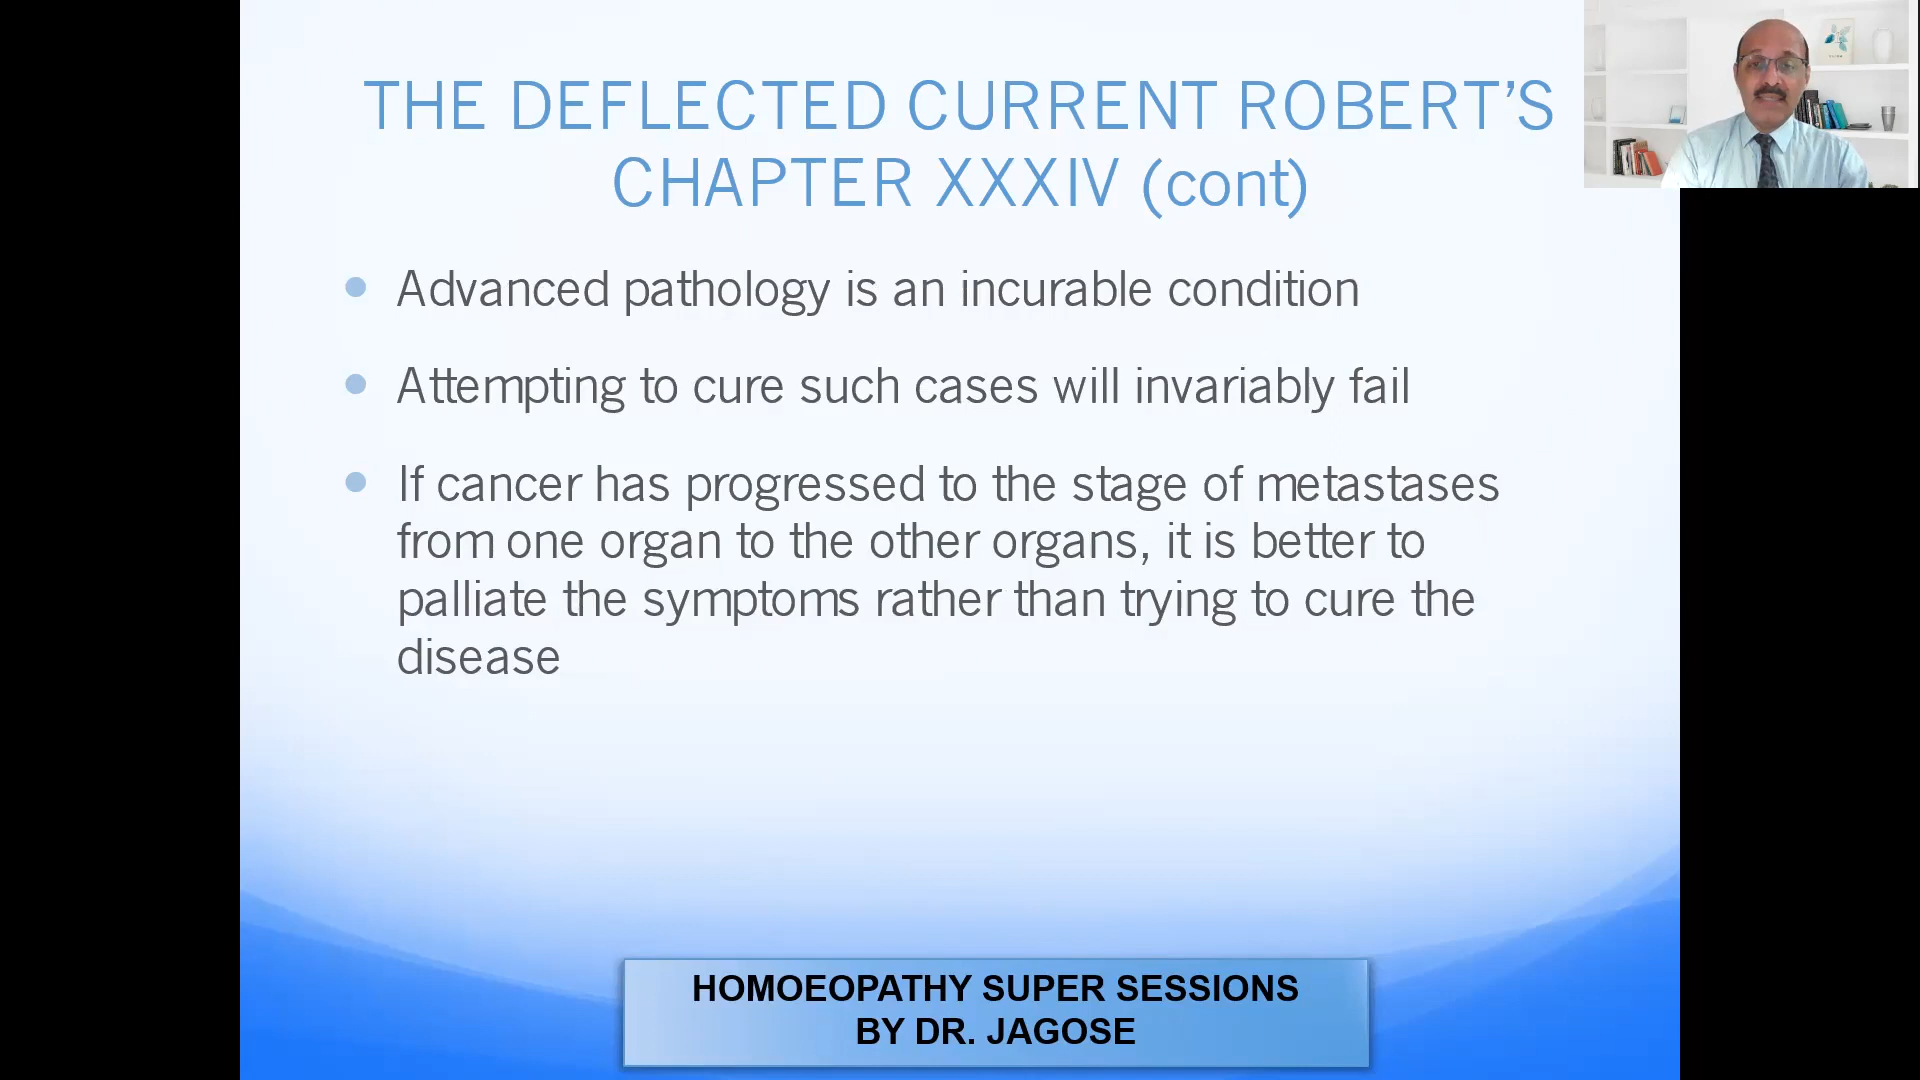 THE DEFLECTED CURRENT ROBERT’S
CHAPTER XXXIV (cont)
Advanced pathology is an incurable condition
Attempting to cure such cases will invariably fail
If cancer has progressed to the stage of metastases
from one organ to the other organs, it is better to
palliate the symptoms rather than trying to cure the
disease
HOMOEOPATHY SUPER SESSIONS
BY DR. JAGOSE